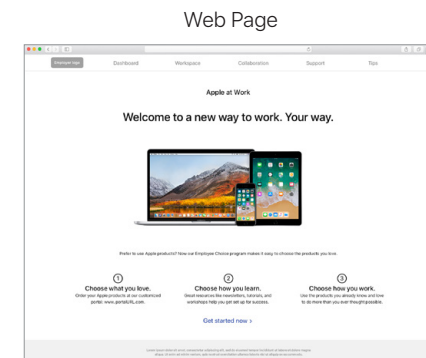 Web Page
Employer logo Dashboard Workspace Collaboration Support Tips
Apple at Work
Welcome to a new way to work. Your way.
Prefer to use Apple products? Now our Employee Choice program makes it easy to choose the products you love.
1 2 3
Choose what you love. Choose how you learn. Choose how you work.
Order your Apple products at our customized Great resources like newsletters, tutorials, and Use the products you already know and love
portal. www.portalURL.com. workshops help you get set up for success. to do more than you ever thought possible.
Get started now >